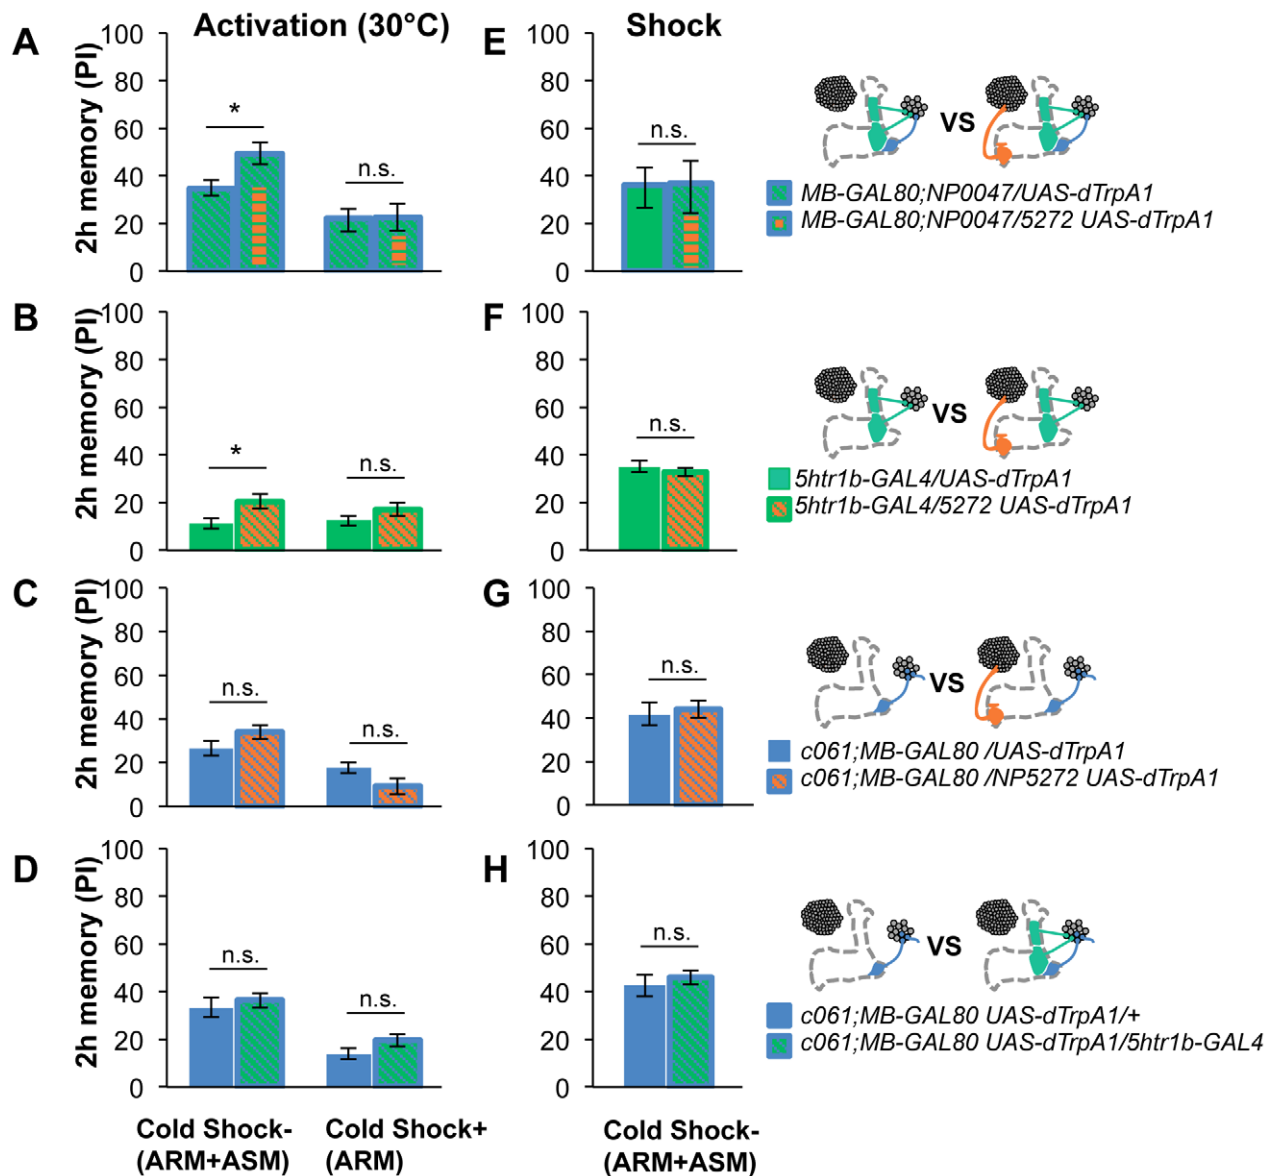 Activation (30°C)
Shock
A
2h memory (PI)
100
80
60
40
20
0
*
n.s.
E
100
80
60
40
20
0
n.s.
VS
MB-GAL80;NP0047/UAS-dTrpA1
MB-GAL80;NP0047/5272 UAS-dTrpA1
B
2h memory (PI)
100
80
60
40
20
0
*
n.s.
F
100
80
60
40
20
0
n.s.
VS
5htr1b-GAL4/UAS-dTrpA1
5htr1b-GAL4/5272 UAS-dTrpA1
C
2h memory (PI)
100
80
60
40
20
0
n.s.
n.s.
G
100
80
60
40
20
0
n.s.
VS
c061;MB-GAL80 /UAS-dTrpA1
c061;MB-GAL80 /NP5272 UAS-dTrpA1
D
2h memory (PI)
100
80
60
40
20
0
n.s.
n.s.
H
100
80
60
40
20
0
n.s.
VS
c061;MB-GAL80 UAS-dTrpA1/+
c061;MB-GAL80 UAS-dTrpA1/5htr1b-GAL4
Cold Shock-
(ARM+ASM)
Cold Shock+
(ARM)
Cold Shock-
(ARM+ASM)